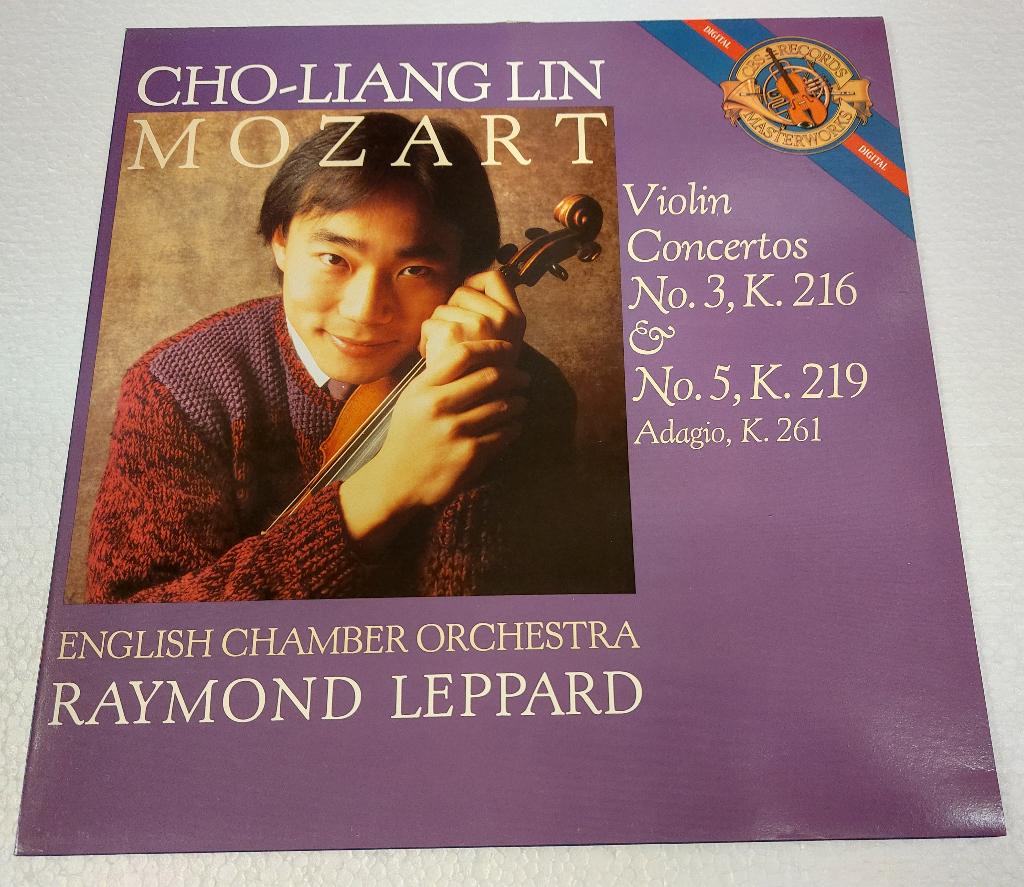 CHO-LIANG LIN
MOZART
DIGITAL
CBS RECORDS
MASTERWORKS
DIGITAL
Violin
Concertos
No. 3, K. 216
&
No. 5, K. 219
Adagio, K. 261
ENGLISH CHAMBER ORCHESTRA
RAYMOND LEPPARD